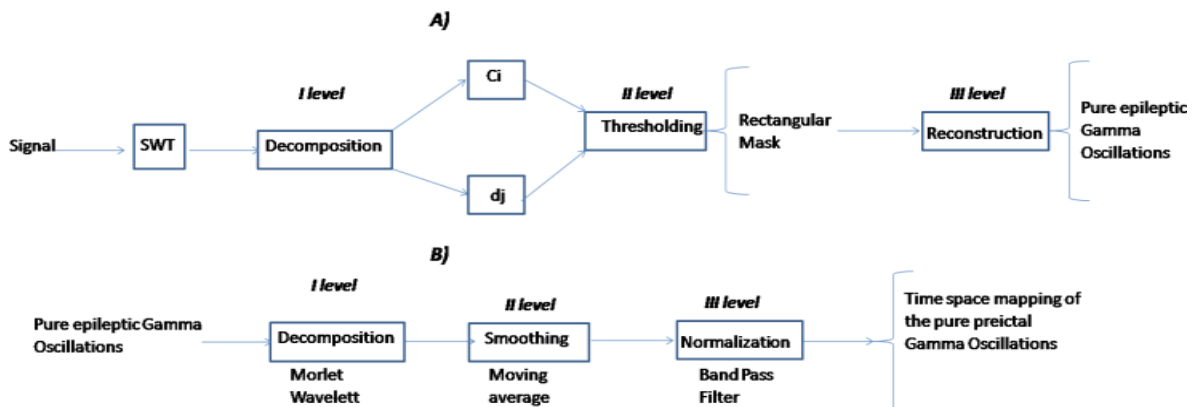 A)
I level
Ci
II level
III level
Signal
SWT
Decomposition
Thresholding
Rectangular
Mask
Reconstruction
Pure epileptic
Gamma
Oscillations
dj
B)
I level
II level
III level
Pure epileptic Gamma
Oscillations
Decomposition
Morlet
Wavelett
Smoothing
Moving
average
Normalization
Band Pass
Filter
Time space mapping of
the pure preictal
Gamma Oscillations